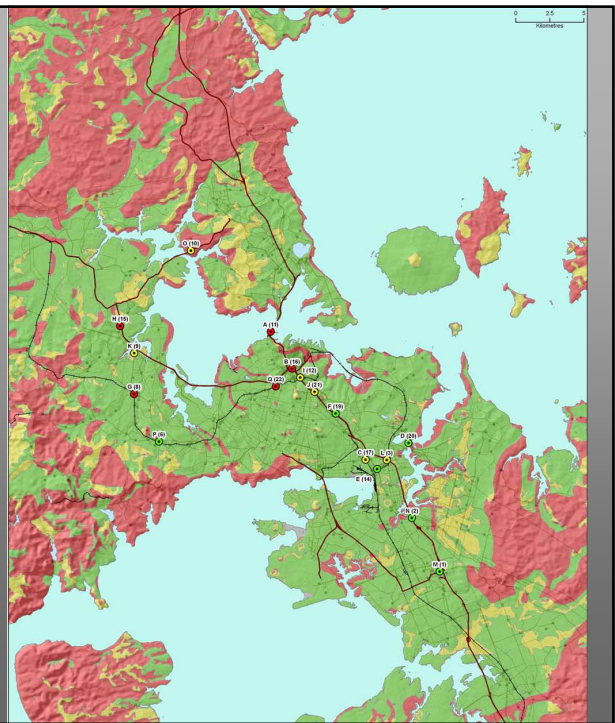 0 2.5 5
Kilometres
O (10)
H (15)
A (11)
K (9)
B (16)
I (12)
Q (22)
J (21)
G (8)
F (19)
P (6)
D (20)
C (17) L (3)
E (14)
N (2)
M (1)